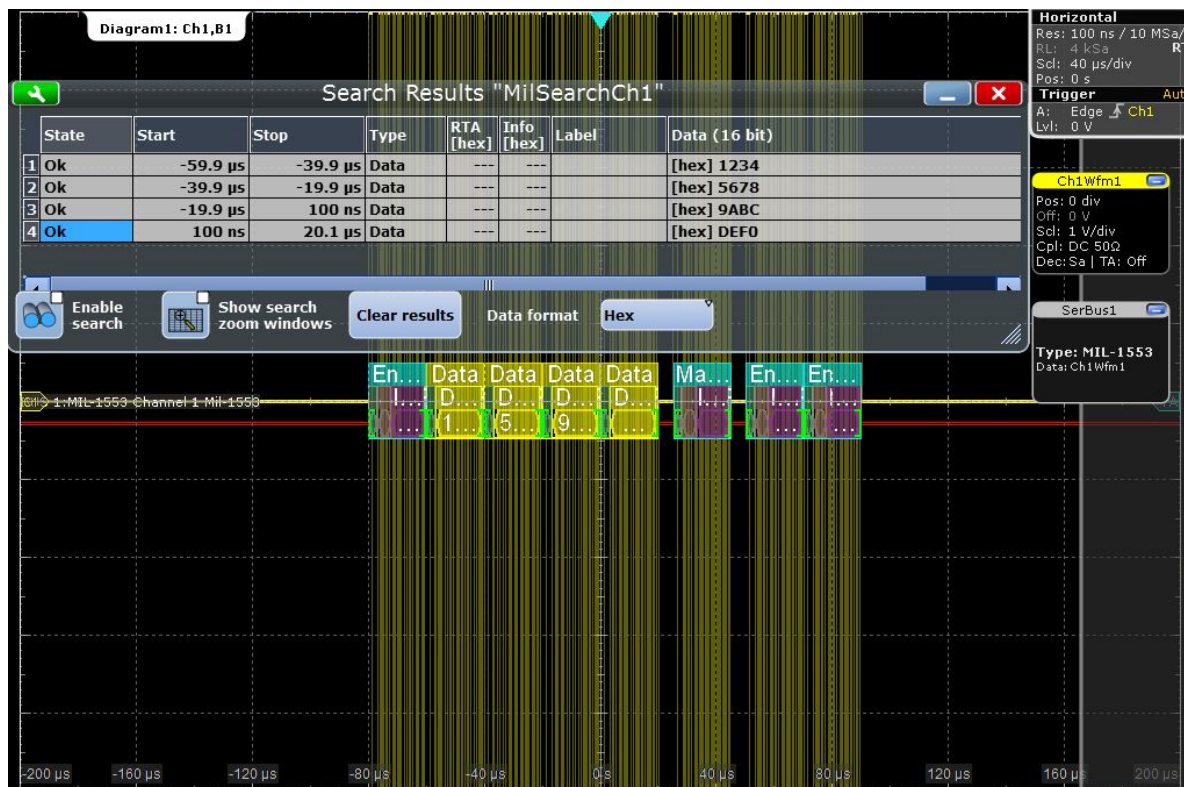 Diagram1: Ch1,B1
Horizontal
Res: 100 ns / 10 MSa/
RL: 4 kSa
Scl: 40 µs/div
Pos: 0 s
Trigger Aut
A: Edge Ch1
Lvl: 0 V
Search Results "MilSearchCh1"
State Start Stop Type RTA [hex] Info [hex] Label Data (16 bit)
1 Ok -59.9 µs -39.9 µs Data --- --- [hex] 1234
2 Ok -39.9 µs -19.9 µs Data --- --- [hex] 5678
3 Ok -19.9 µs 100 ns Data --- --- [hex] 9ABC
4 Ok 100 ns 20.1 µs Data --- --- [hex] DEF0
Enable search
Show search zoom windows
Clear results
Data format
Hex
Ch1Wfm1
Pos: 0 div
Off: 0 V
Scl: 1 V/div
Cpl: DC 50Ω
Dec: Sa | TA: Off
SerBus1
Type: MIL-1553
Data: Ch1Wfm1
En... Data Data Data Data Ma... En... En...
I... D... D... D... D... I... I... I...
1:MIL-1553 Channel 1 Mil-1553
... 1... 5... 9... ... ... ... ...
-200 µs -160 µs -120 µs -80 µs -40 µs 0 s 40 µs 80 µs 120 µs 160 µs 200 µs